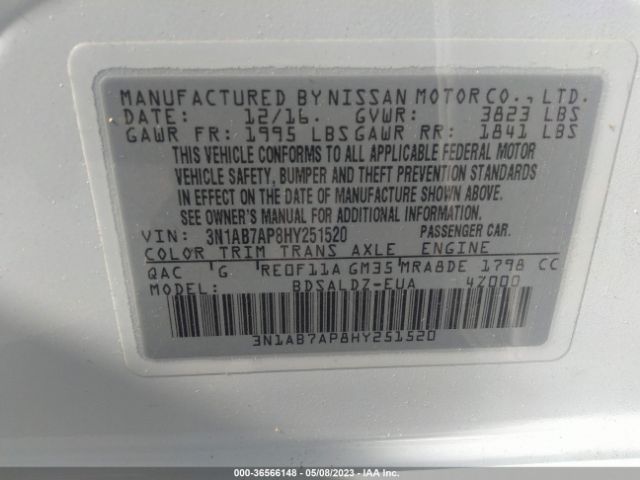 MANUFACTURED BY NISSAN MOTOR CO., LTD.
DATE: 12/16. GVWR: 3823 LBS
GAWR FR: 1995 LBS GAWR RR: 1841 LBS
THIS VEHICLE CONFORMS TO ALL APPLICABLE FEDERAL MOTOR
VEHICLE SAFETY, BUMPER AND THEFT PREVENTION STANDARDS
IN EFFECT ON THE DATE OF MANUFACTURE SHOWN ABOVE.
SEE OWNER'S MANUAL FOR ADDITIONAL INFORMATION.
VIN: 3N1AB7AP8HY251520 PASSENGER CAR.
COLOR TRIM TRANS AXLE ENGINE
QAC G RE0F11A GM35 MRA8DE 1798 CC
MODEL: BDSALDZ-EUA 4Z000
3N1AB7AP8HY251520
000-36566148 - 05/08/2023 - IAA Inc.